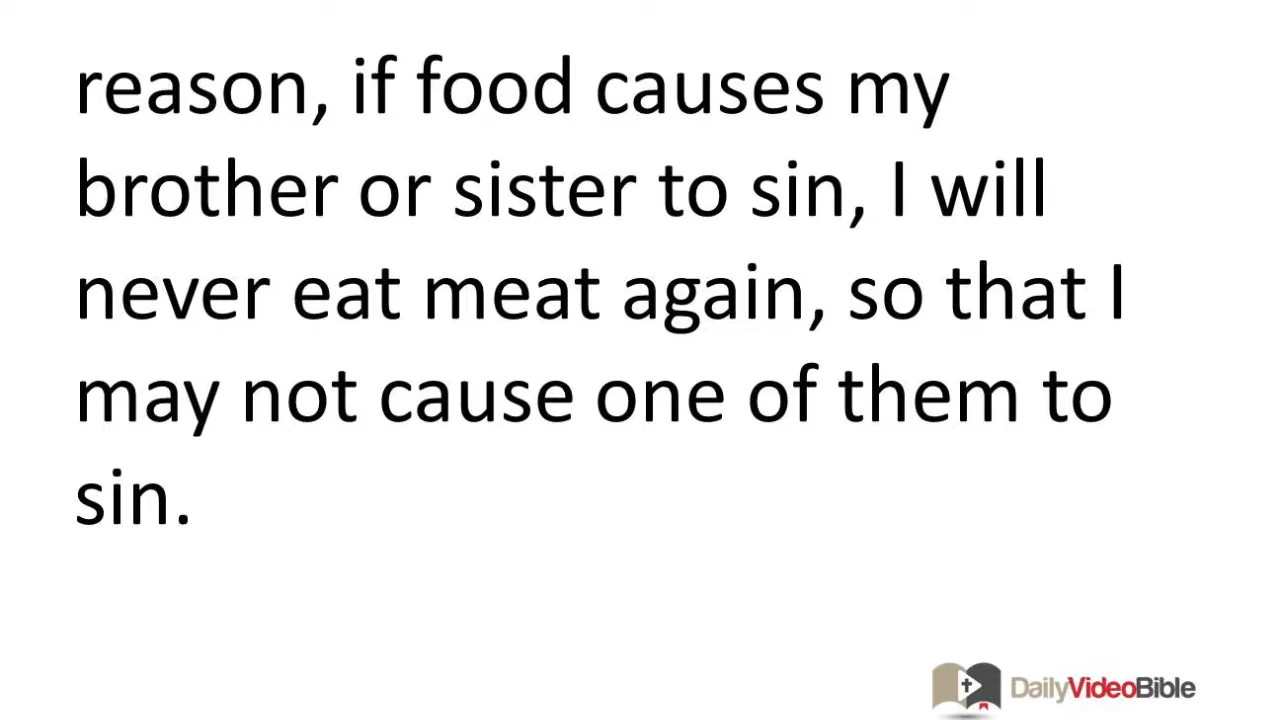 reason, if food causes my
brother or sister to sin, I will
never eat meat again, so that I
may not cause one of them to
sin.
DailyVideoBible